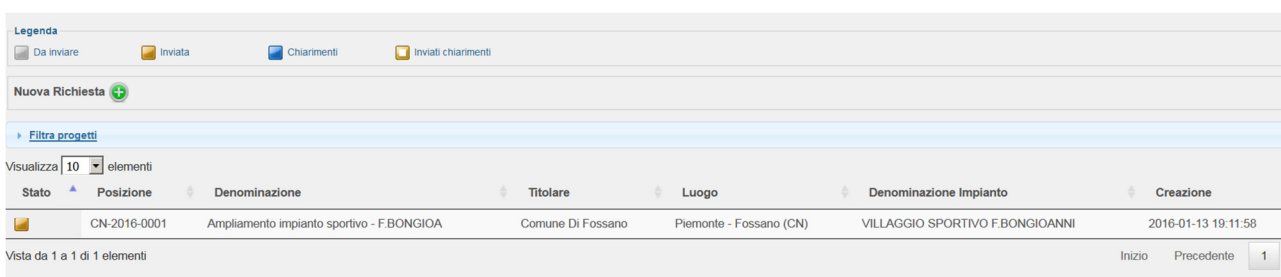 Legenda
Da inviare Inviata Chiarimenti Inviati chiarimenti
Nuova Richiesta
Filtra progetti
Visualizza 10 elementi
Stato Posizione Denominazione Titolare Luogo Denominazione Impianto Creazione
CN-2016-0001 Ampliamento impianto sportivo - F.BONGIOA Comune Di Fossano Piemonte - Fossano (CN) VILLAGGIO SPORTIVO F.BONGIOANNI 2016-01-13 19:11:58
Vista da 1 a 1 di 1 elementi Inizio Precedente 1